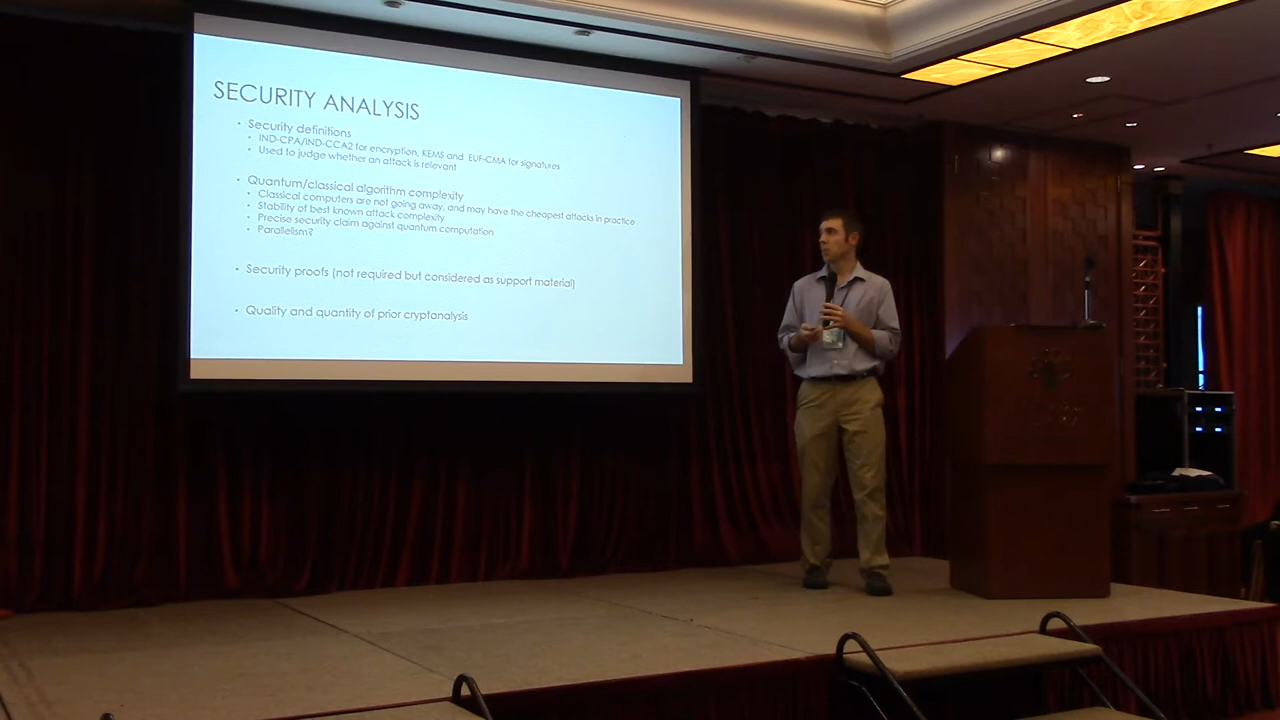 SECURITY ANALYSIS
• Security definitions
• IND-CPA/IND-CCA2 for encryption, KEMS and EUF-CMA for signatures
• Used to judge whether an attack is relevant
• Quantum/classical algorithm complexity
• Classical computers are not going away, and may have the cheapest attacks in practice
• Stability of best known attack complexity
• Precise security claim against quantum computation
• Parallelism?
• Security proofs (not required but considered as support material)
• Quality and quantity of prior cryptanalysis